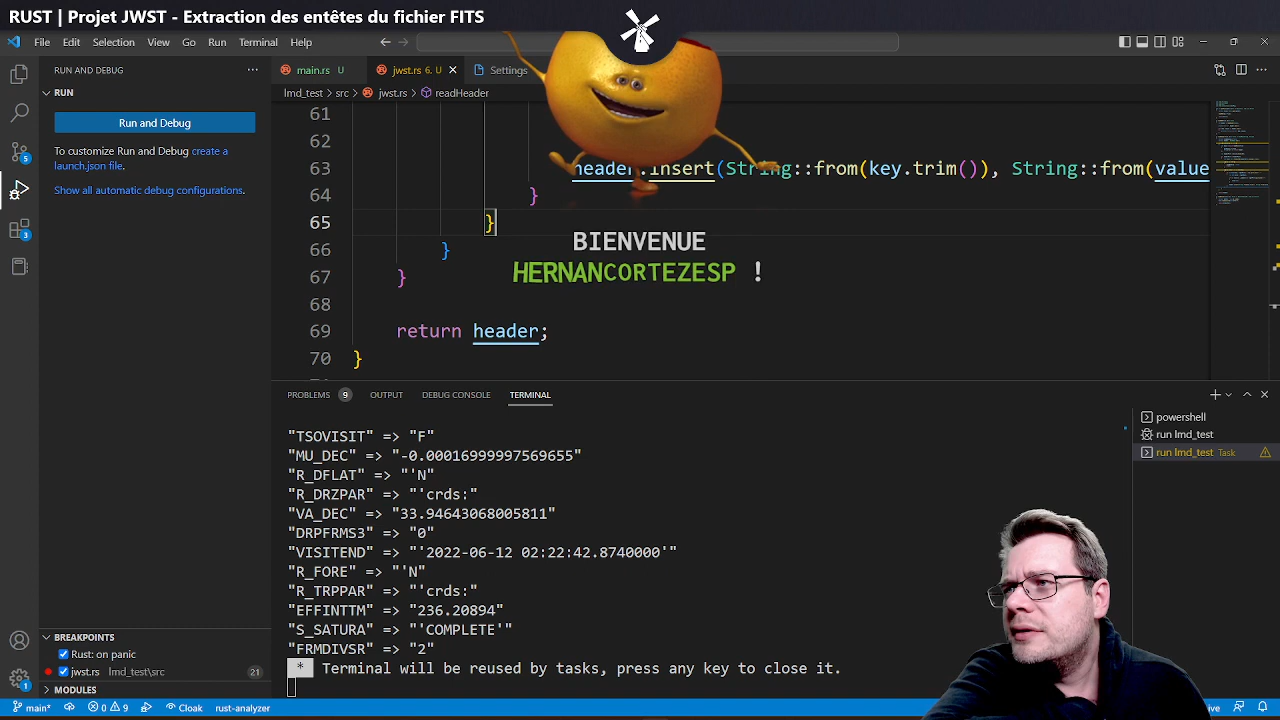 RUST | Projet JWST - Extraction des entêtes du fichier FITS
File Edit Selection View Go Run Terminal Help
RUN AND DEBUG
main.rs U
jwst.rs 6, U
Settings
lmd_test > src > jwst.rs > readHeader
RUN
Run and Debug
To customize Run and Debug create a
launch.json file.
Show all automatic debug configurations.
61
62
63 header.insert(String::from(key.trim()), String::from(value
64 }
65 }
66 }
67 }
68
69 return header;
70 }
BIENVENUE
HERNANCORTEZESP !
PROBLEMS 9 OUTPUT DEBUG CONSOLE TERMINAL
"TSOVISIT" => "F"
"MU_DEC" => "-0.00016999997569655"
"R_DFLAT" => "'N"
"R_DRZPAR" => "'crds:"
"VA_DEC" => "33.94643068005811"
"DRPFRMS3" => "0"
"VISITEND" => "'2022-06-12 02:22:42.8740000'"
"R_FORE" => "'N"
"R_TRPPAR" => "'crds:"
"EFFINTTM" => "236.20894"
"S_SATURA" => "'COMPLETE'"
"FRMDIVSR" => "2"
* Terminal will be reused by tasks, press any key to close it.
powershell
run lmd_test
run lmd_test Task
5
3
1
BREAKPOINTS
Rust: on panic
jwst.rs lmd_test\src 21
MODULES
main* 0 9 Cloak rust-analyzer